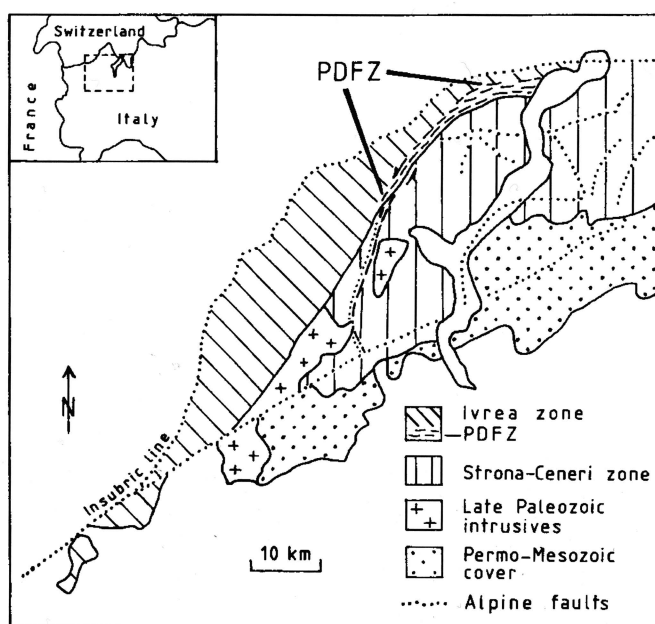 Switzerland
France
Italy
PDFZ
N
Insubric line
10 km
Ivrea zone
PDFZ
Strona-Ceneri zone
Late Paleozoic
intrusives
Permo-Mesozoic
cover
Alpine faults